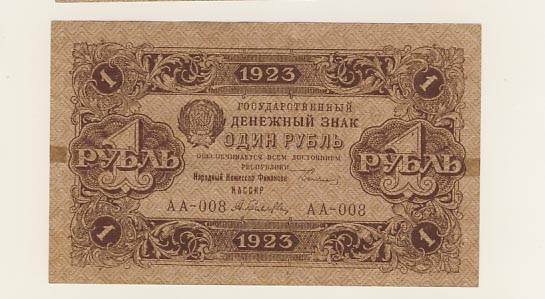 1 1923 1
ГОСУДАРСТВЕННЫЙ
ДЕНЕЖНЫЙ ЗНАК
ОДИН РУБЛЬ
ОБЕСПЕЧИВАЕТСЯ ВСЕМ ДОСТОЯНИЕМ
РЕСПУБЛИКИ
1 РУБЛЬ 1 РУБЛЬ
Народный Комиссар Финансов
КАССИР
АА-008 АА-008
1 1923 1